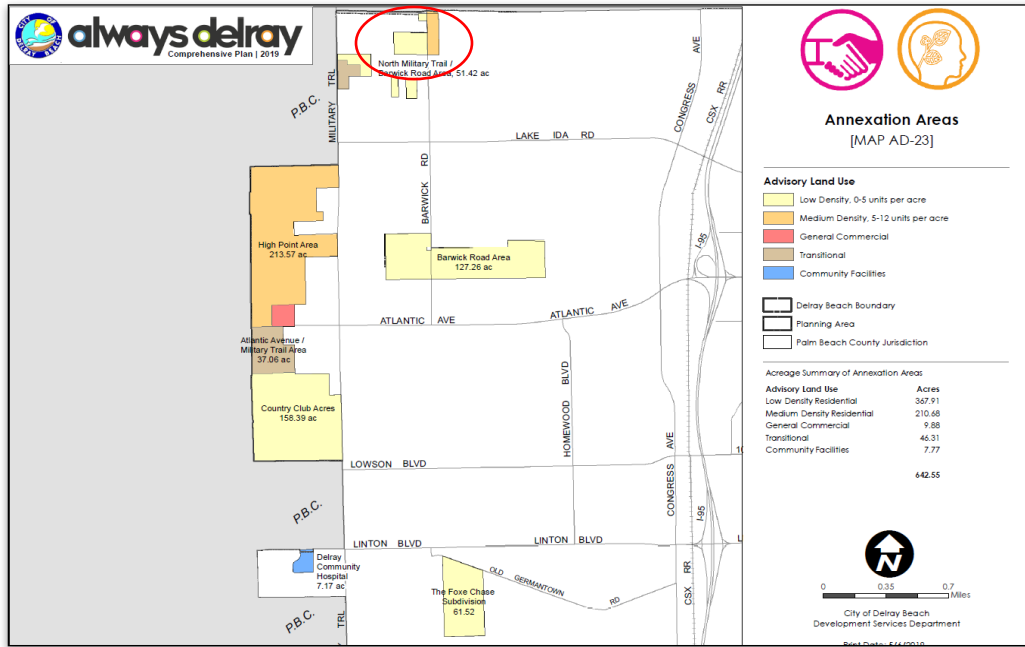 CITY OF DELRAY BEACH
always delray
Comprehensive Plan | 2019
North Military Trail /
Barwick Road Area, 51.42 ac
P.B.C.
MILITARY TRL
CONGRESS AVE
CSX RR
LAKE IDA RD
BARWICK RD
I-95
High Point Area
213.57 ac
Barwick Road Area
127.26 ac
ATLANTIC AVE
ATLANTIC AVE
Atlantic Avenue /
Military Trail Area
37.06 ac
HOMEWOOD BLVD
Country Club Acres
158.39 ac
CONGRESS AVE
LOWSON BLVD
10
P.B.C.
I-95
LINTON BLVD
LINTON BLVD
L
Delray
Community
Hospital
7.17 ac
OLD GERMANTOWN RD
The Foxe Chase
Subdivision
61.52
CSX RR
P.B.C.
TRL
Annexation Areas
[MAP AD-23]
Advisory Land Use
Low Density, 0-5 units per acre
Medium Density, 5-12 units per acre
General Commercial
Transitional
Community Facilities
Delray Beach Boundary
Planning Area
Palm Beach County Jurisdiction
Acreage Summary of Annexation Areas
Advisory Land Use Acres
Low Density Residential 367.91
Medium Density Residential 210.68
General Commercial 9.88
Transitional 46.31
Community Facilities 7.77
642.55
N
0 0.35 0.7
Miles
City of Delray Beach
Development Services Department